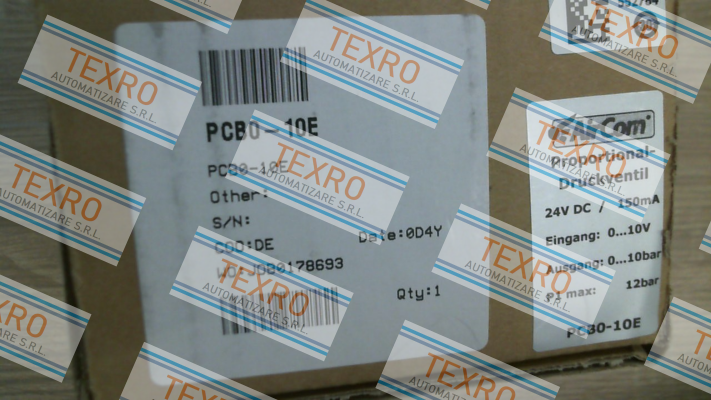 PCB0-10E
PCB0-10E
Other:
S/N:
COO:DE
Date:0D4Y
Qty:1
AirCom
Proportional-
Druckventil
24V DC / 150mA
Eingang: 0...10V
Ausgang: 0...10bar
P1 max: 12bar
PCB0-10E
TEXRO
AUTOMATIZARE S.R.L.